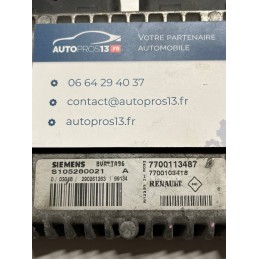 AUTOPROS13.FR
VOTRE PARTENAIRE
AUTOMOBILE
06 64 29 40 37
contact@autopros13.fr
autopros13.fr
SIEMENS
7700113487
S105280021 A
7700103418
RENAULT